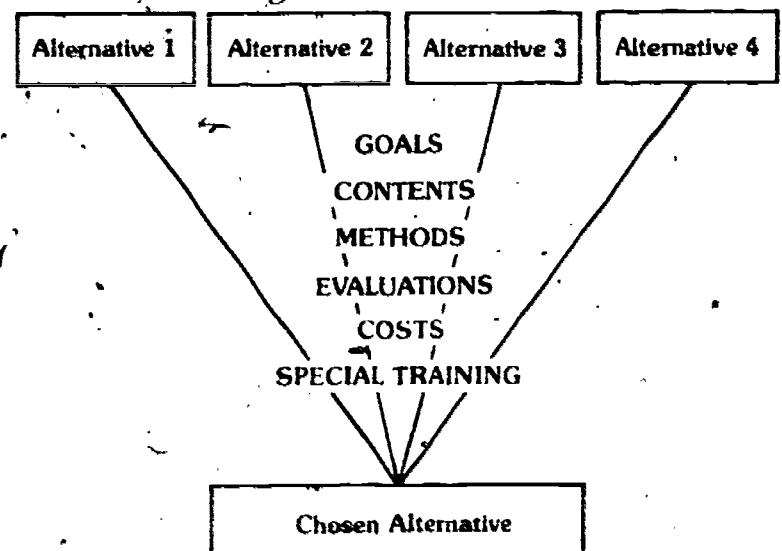 Alternative 1 Alternative 2 Alternative 3 Alternative 4
GOALS
CONTENTS
METHODS
EVALUATIONS
COSTS
SPECIAL TRAINING
Chosen Alternative